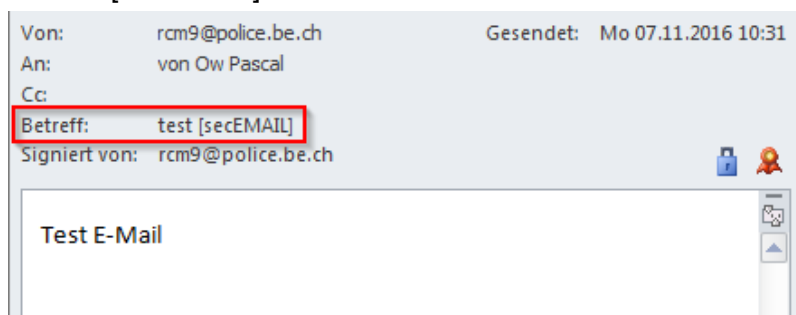 Von: rcm9@police.be.ch Gesendet: Mo 07.11.2016 10:31
An: von Ow Pascal
Cc:
Betreff: test [secEMAIL]
Signiert von: rcm9@police.be.ch
Test E-Mail